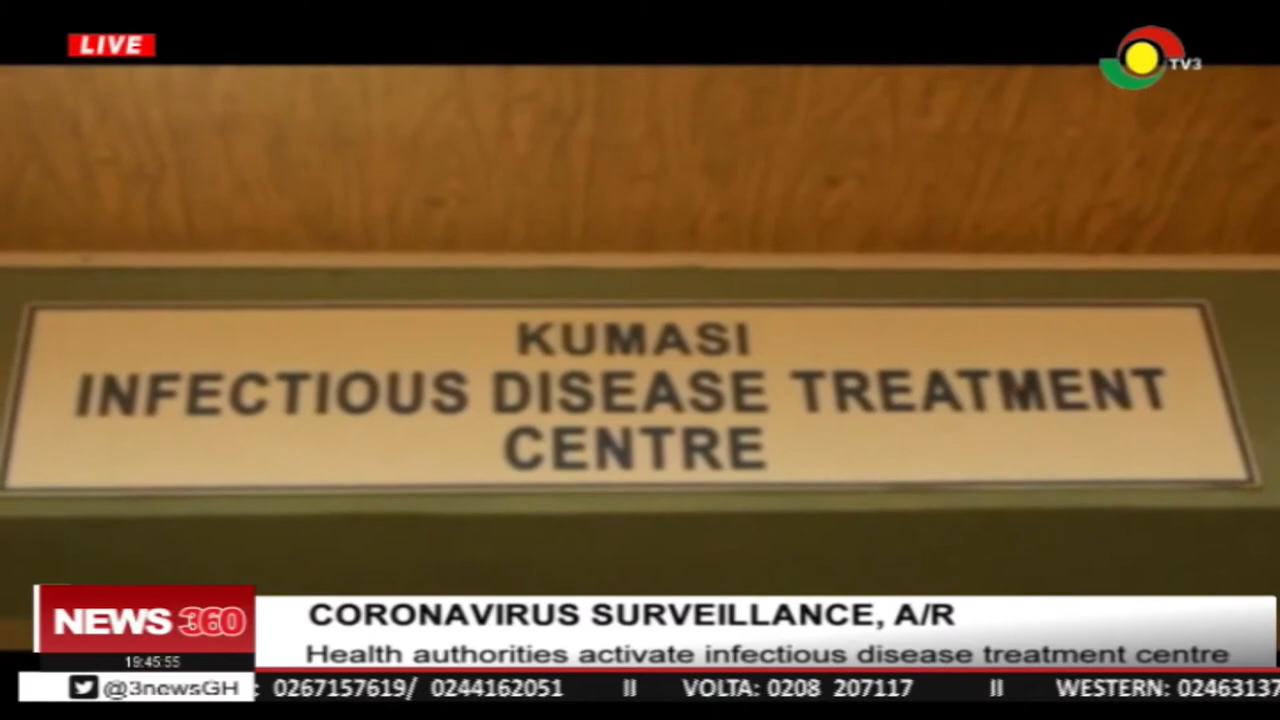 LIVE
TV3
KUMASI
INFECTIOUS DISEASE TREATMENT
CENTRE
NEWS 360
CORONAVIRUS SURVEILLANCE, A/R
Health authorities activate infectious disease treatment centre
19:45:55
@3newsGH : 0267157619/ 0244162051 II VOLTA: 0208 207117 II WESTERN: 02463137